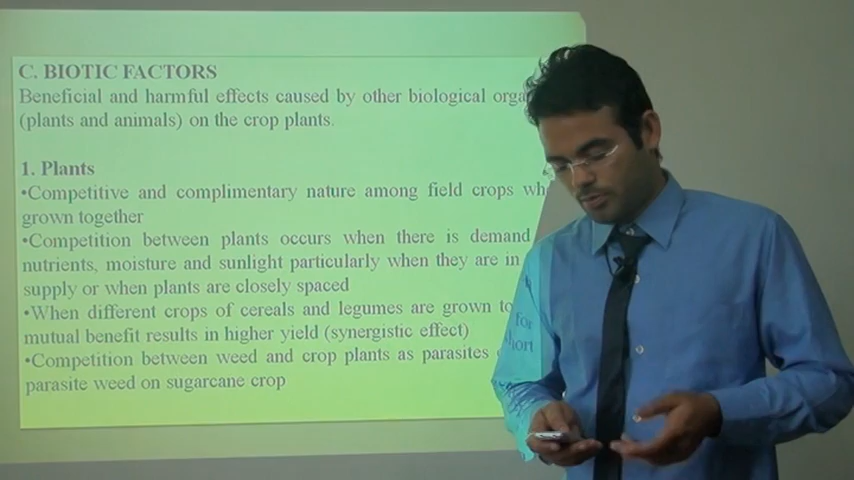 C. BIOTIC FACTORS
Beneficial and harmful effects caused by other biological
(plants and animals) on the crop plants.
1. Plants
•Competitive and complimentary nature among field crops
grown together
•Competition between plants occurs when there is demand for
nutrients, moisture and sunlight particularly when they are in short
supply or when plants are closely spaced
•When different crops of cereals and legumes are grown
mutual benefit results in higher yield (synergistic effect)
•Competition between weed and crop plants as parasites
parasite weed on sugarcane crop